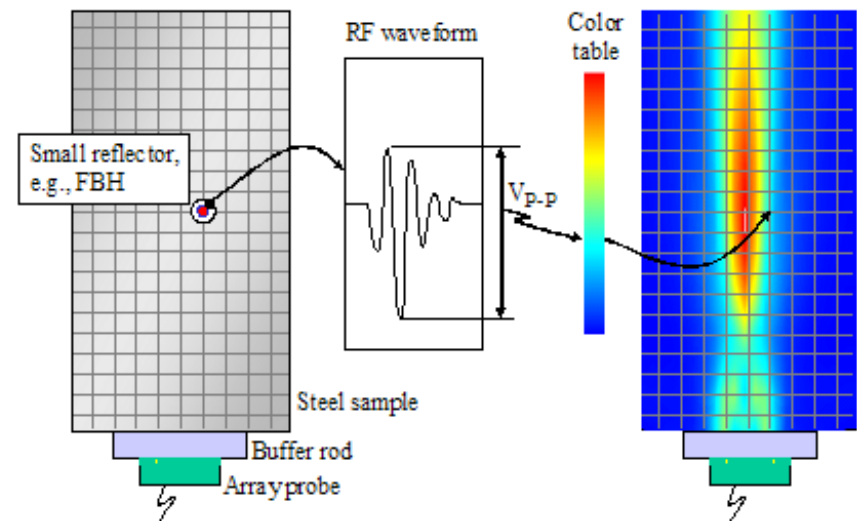 RF waveform
Color
table
Small reflector,
e.g., FBH
Vp-p
Steel sample
Buffer rod
Array probe